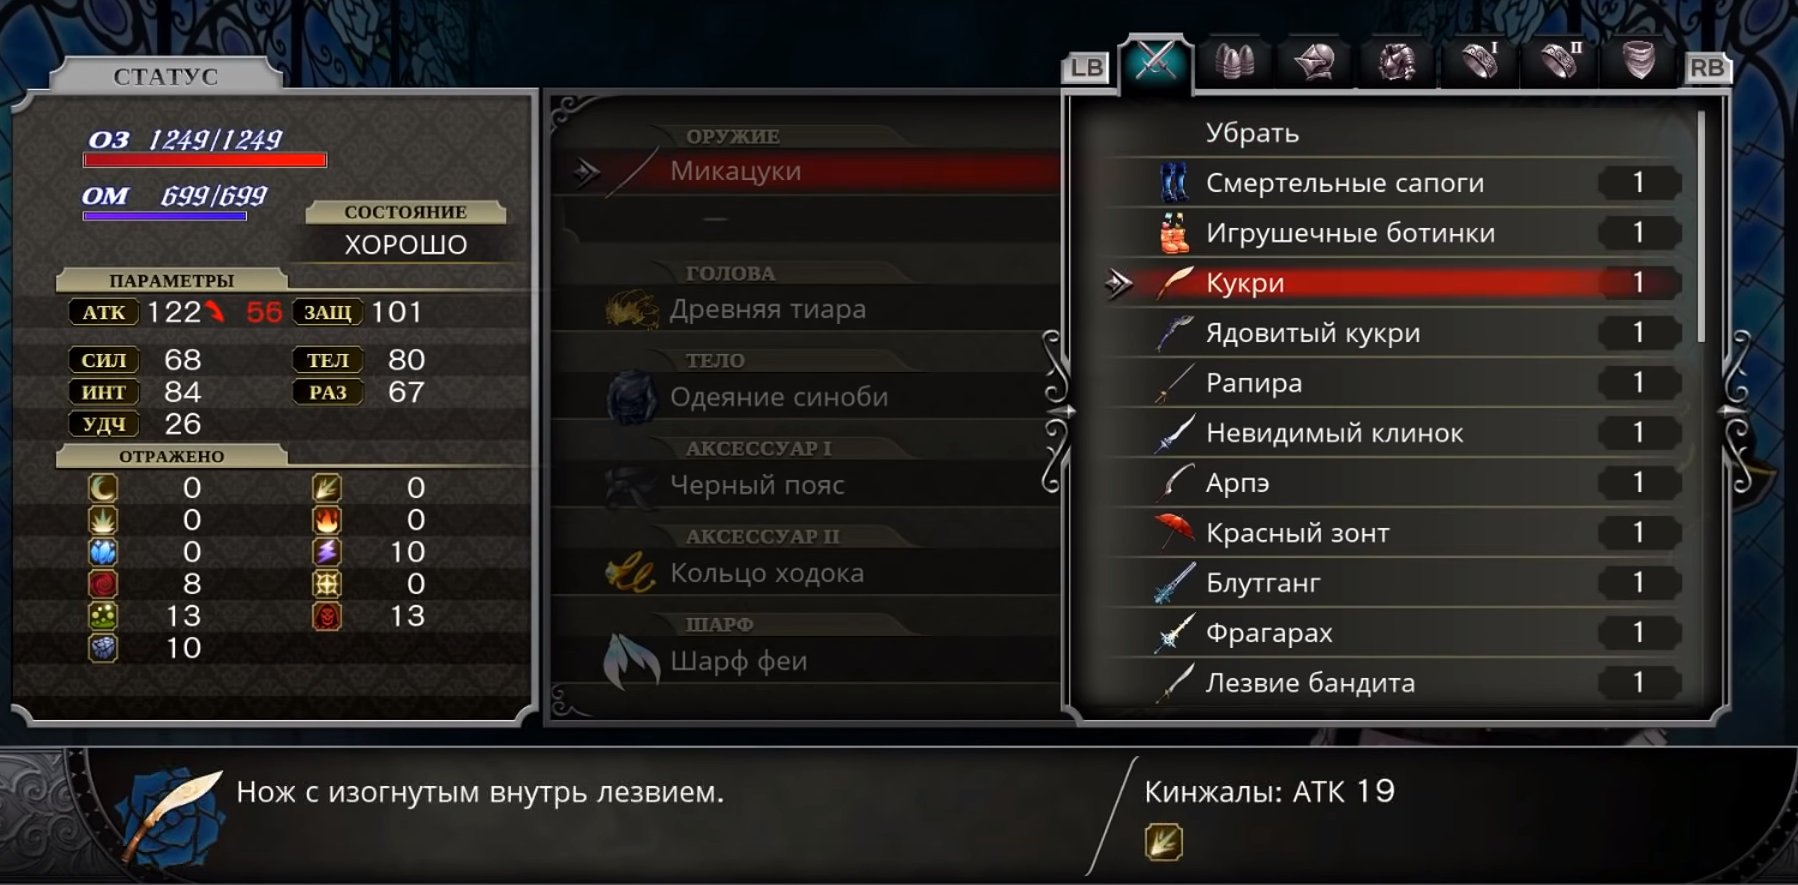 СТАТУС
ОЗ 1249/1249
ОМ 699/699
СОСТОЯНИЕ
ХОРОШО
ПАРАМЕТРЫ
АТК 122 56 ЗАЩ 101
СИЛ 68 ТЕЛ 80
ИНТ 84 РАЗ 67
УДЧ 26
ОТРАЖЕНО
0 0
0 0
0 10
8 0
13 13
10
ОРУЖИЕ
Микацуки
—
ГОЛОВА
Древняя тиара
ТЕЛО
Одеяние синоби
АКСЕССУАР I
Черный пояс
АКСЕССУАР II
Кольцо ходока
ШАРФ
Шарф феи
LB I II RB
Убрать
Смертельные сапоги 1
Игрушечные ботинки 1
Кукри 1
Ядовитый кукри 1
Рапира 1
Невидимый клинок 1
Арпэ 1
Красный зонт 1
Блутганг 1
Фрагарах 1
Лезвие бандита 1
Нож с изогнутым внутрь лезвием.
Кинжалы: АТК 19